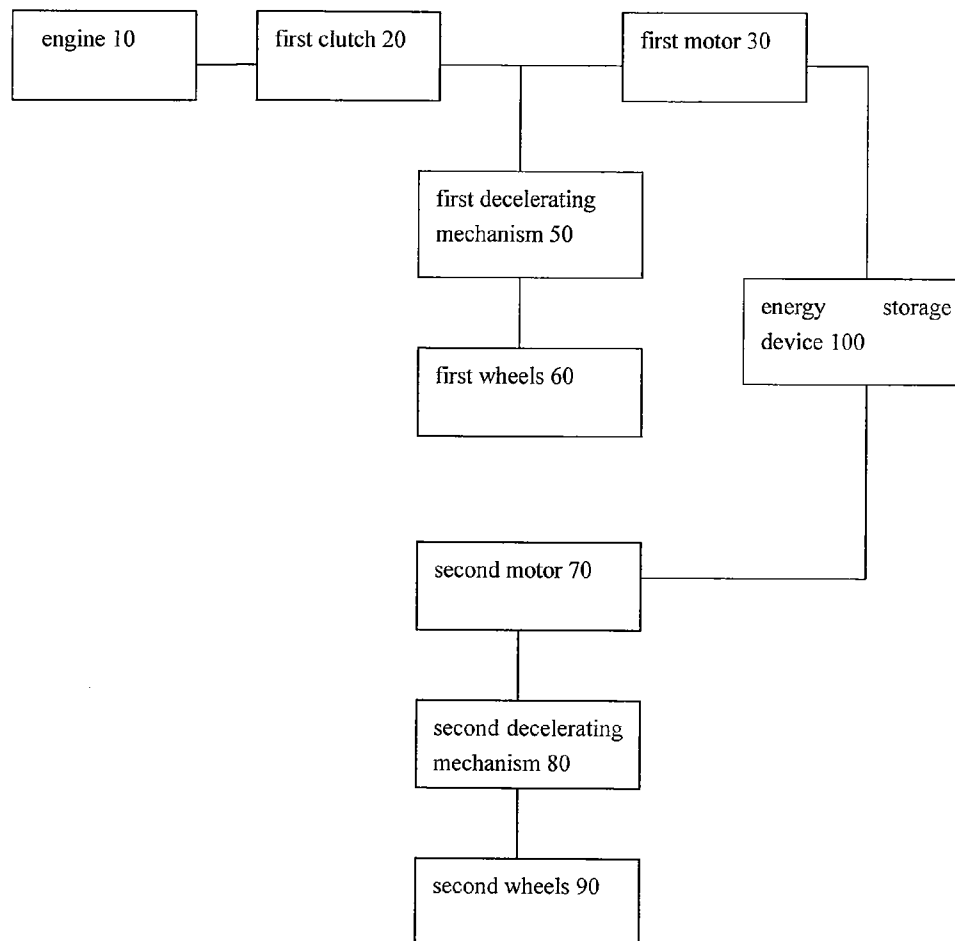 engine 10
first clutch 20
first motor 30
first decelerating
mechanism 50
energy storage
device 100
first wheels 60
second motor 70
second decelerating
mechanism 80
second wheels 90